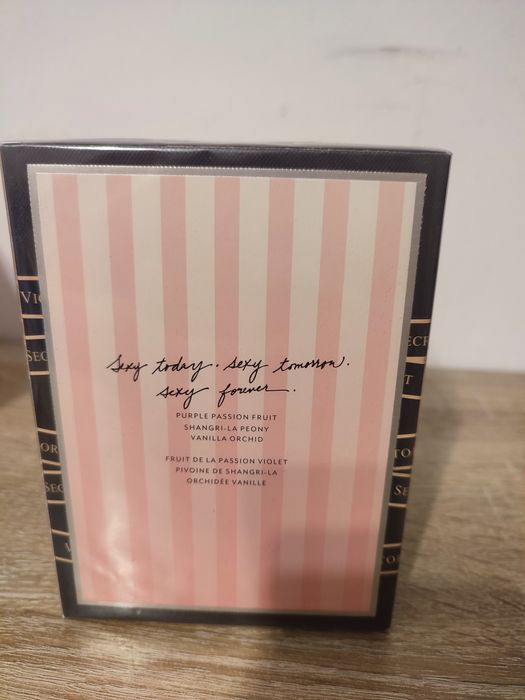 Sexy today. sexy tomorrow.
sexy forever.
PURPLE PASSION FRUIT
SHANGRI-LA PEONY
VANILLA ORCHID
FRUIT DE LA PASSION VIOLET
PIVOINE DE SHANGRI-LA
ORCHIDÉE VANILLE